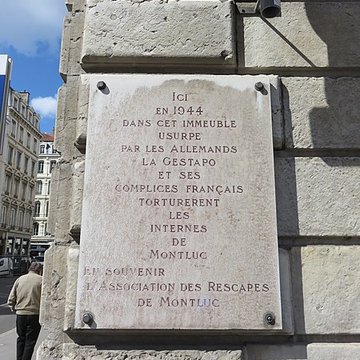 Ici
en 1944
dans cet immeuble
usurpe
par les Allemands
la Gestapo
et ses
complices français
torturerent
les
internes
de
Montluc
en souvenir
l'Association des Rescapes
de Montluc